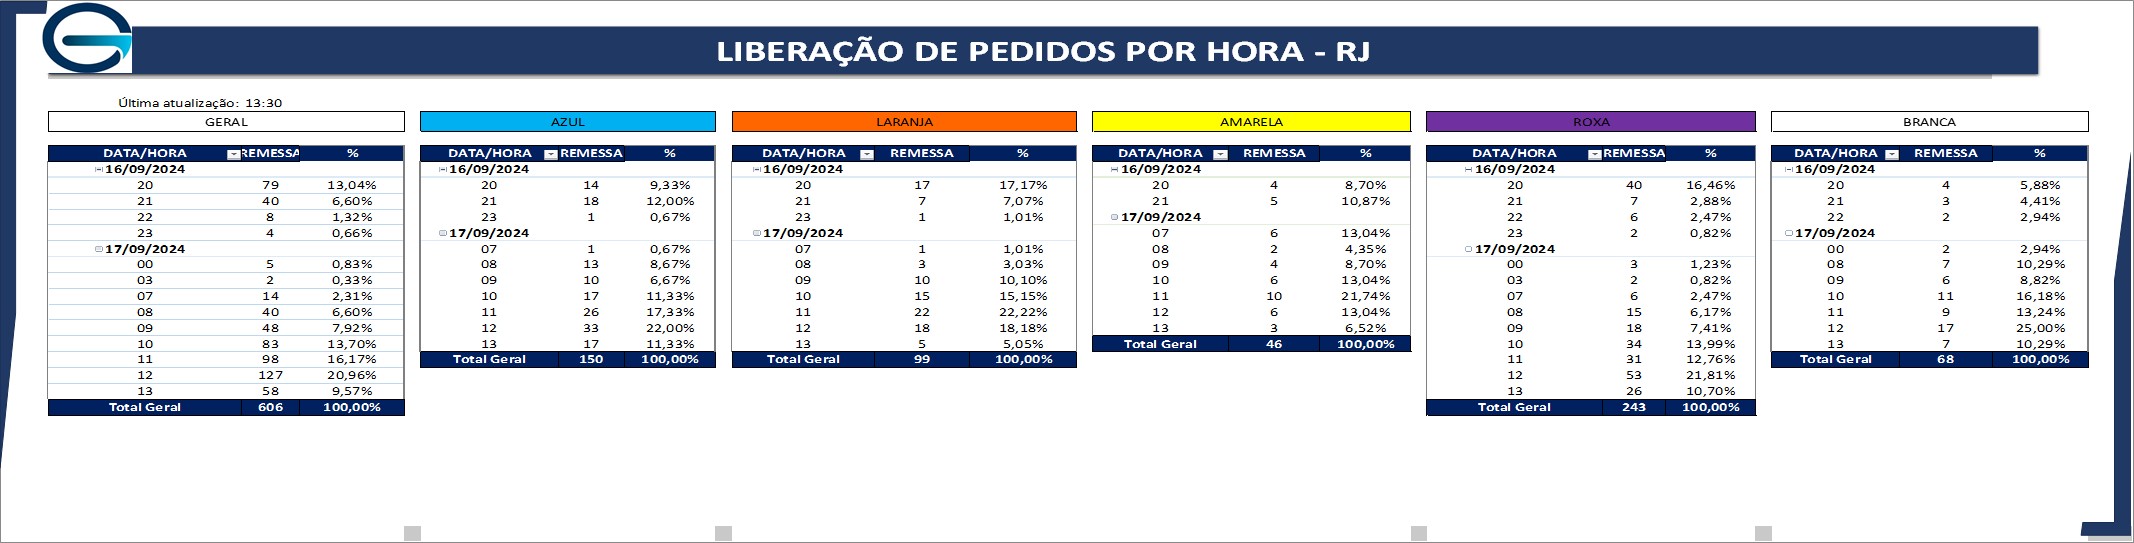 LIBERAÇÃO DE PEDIDOS POR HORA - RJ
Última atualização: 13:30
GERAL
DATA/HORA REMESSA %
16/09/2024
20 79 13,04%
21 40 6,60%
22 8 1,32%
23 4 0,66%
17/09/2024
00 5 0,83%
03 2 0,33%
07 14 2,31%
08 40 6,60%
09 48 7,92%
10 83 13,70%
11 98 16,17%
12 127 20,96%
13 58 9,57%
Total Geral 606 100,00%
AZUL
DATA/HORA REMESSA %
16/09/2024
20 14 9,33%
21 18 12,00%
23 1 0,67%
17/09/2024
07 1 0,67%
08 13 8,67%
09 10 6,67%
10 17 11,33%
11 26 17,33%
12 33 22,00%
13 17 11,33%
Total Geral 150 100,00%
LARANJA
DATA/HORA REMESSA %
16/09/2024
20 17 17,17%
21 7 7,07%
23 1 1,01%
17/09/2024
07 1 1,01%
08 3 3,03%
09 10 10,10%
10 15 15,15%
11 22 22,22%
12 18 18,18%
13 5 5,05%
Total Geral 99 100,00%
AMARELA
DATA/HORA REMESSA %
16/09/2024
20 4 8,70%
21 5 10,87%
17/09/2024
07 6 13,04%
08 2 4,35%
09 4 8,70%
10 6 13,04%
11 10 21,74%
12 6 13,04%
13 3 6,52%
Total Geral 46 100,00%
ROXA
DATA/HORA REMESSA %
16/09/2024
20 40 16,46%
21 7 2,88%
22 6 2,47%
23 2 0,82%
17/09/2024
00 3 1,23%
03 2 0,82%
07 6 2,47%
08 15 6,17%
09 18 7,41%
10 34 13,99%
11 31 12,76%
12 53 21,81%
13 26 10,70%
Total Geral 243 100,00%
BRANCA
DATA/HORA REMESSA %
16/09/2024
20 4 5,88%
21 3 4,41%
22 2 2,94%
17/09/2024
00 2 2,94%
08 7 10,29%
09 6 8,82%
10 11 16,18%
11 9 13,24%
12 17 25,00%
13 7 10,29%
Total Geral 68 100,00%